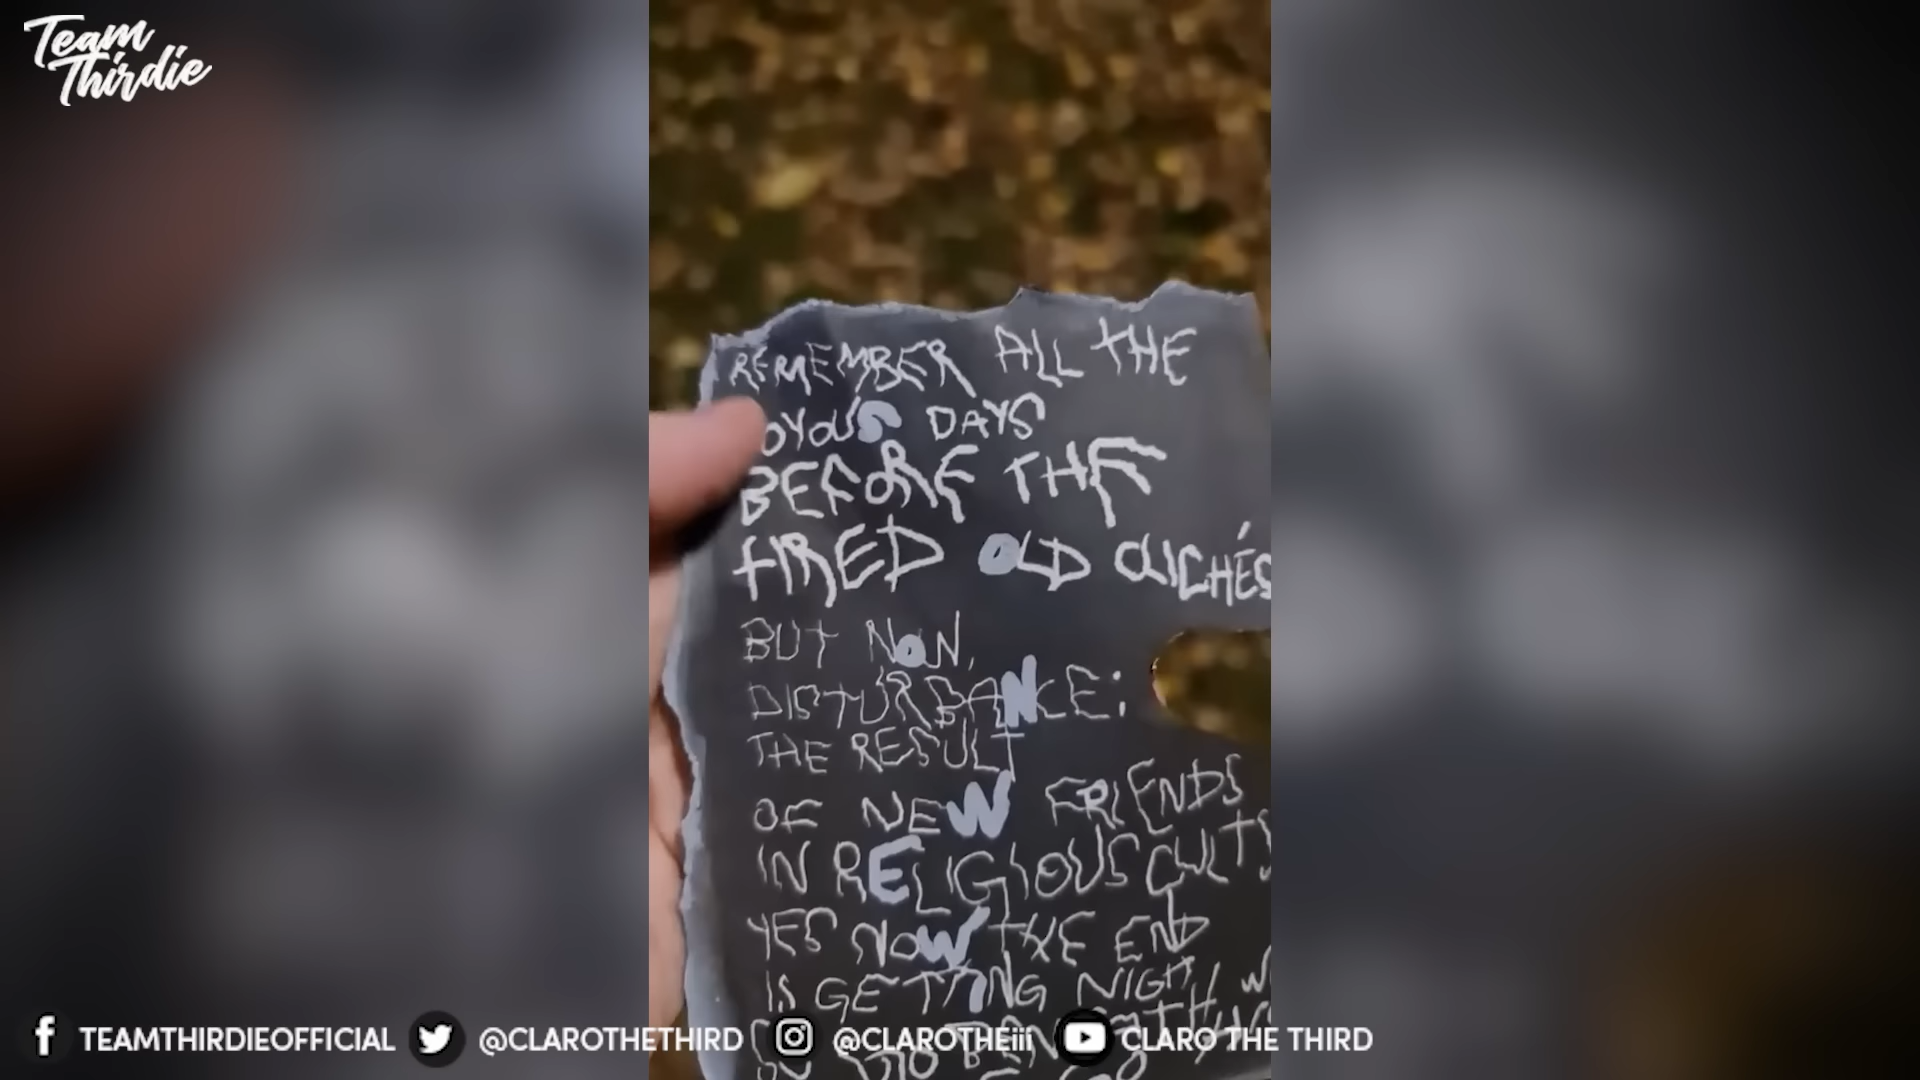 Team
Thirdie
REMEMBER ALL THE
OYOUS DAYS
BEFORE THE
TIRED OLD CLICHÉS
BUT NOW,
DISTURBANCE:
THE RESULT
OF NEW FRIENDS
IN RELIGIOUS CULTS
YES NOW THE END
IS GETTING NIGH
TEAMTHIRDIEOFFICIAL @CLAROTHETHIRD @CLAROTHEiii CLARO THE THIRD